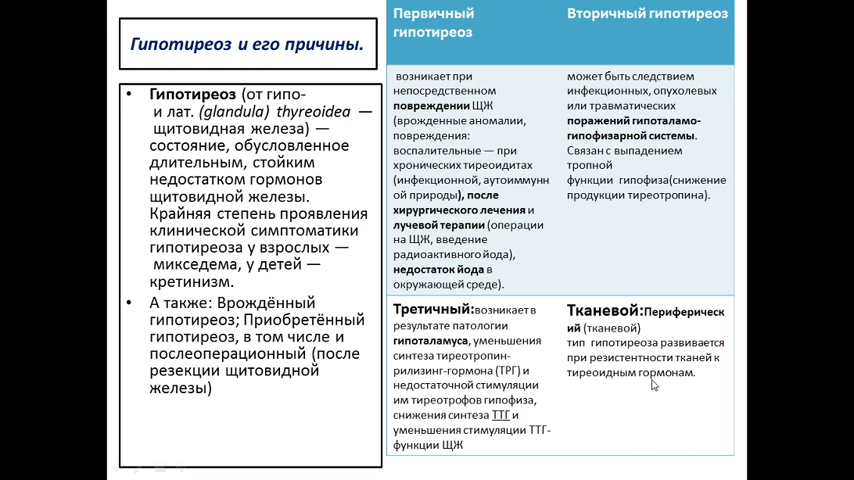 Гипотиреоз и его причины.
• Гипотиреоз (от гипо-
и лат. (glandula) thyreoidea —
щитовидная железа) —
состояние, обусловленное
длительным, стойким
недостатком гормонов
щитовидной железы.
Крайняя степень проявления
клинической симптоматики
гипотиреоза у взрослых —
микседема, у детей —
кретинизм.
• А также: Врождённый
гипотиреоз; Приобретённый
гипотиреоз, в том числе и
послеоперационный (после
резекции щитовидной
железы)
Первичный
гипотиреоз
Вторичный гипотиреоз
возникает при
непосредственном
повреждении ЩЖ
(врожденные аномалии,
повреждения:
воспалительные — при
хронических тиреоидитах
(инфекционной, аутоиммунн
ой природы), после
хирургического лечения и
лучевой терапии (операции
на ЩЖ, введение
радиоактивного йода),
недостаток йода в
окружающей среде).
может быть следствием
инфекционных, опухолевых
или травматических
поражений гипоталамо-
гипофизарной системы.
Связан с выпадением
тропной
функции гипофиза(снижение
продукции тиреотропина).
Третичный:возникает в
результате патологии
гипоталамуса, уменьшения
синтеза тиреотропин-
рилизинг-гормона (ТРГ) и
недостаточной стимуляции
им тиреотрофов гипофиза,
снижения синтеза ТТГ и
уменьшения стимуляции ТТГ-
функции ЩЖ
Тканевой:Периферическ
ий (тканевой)
тип гипотиреоза развивается
при резистентности тканей к
тиреоидным гормонам.